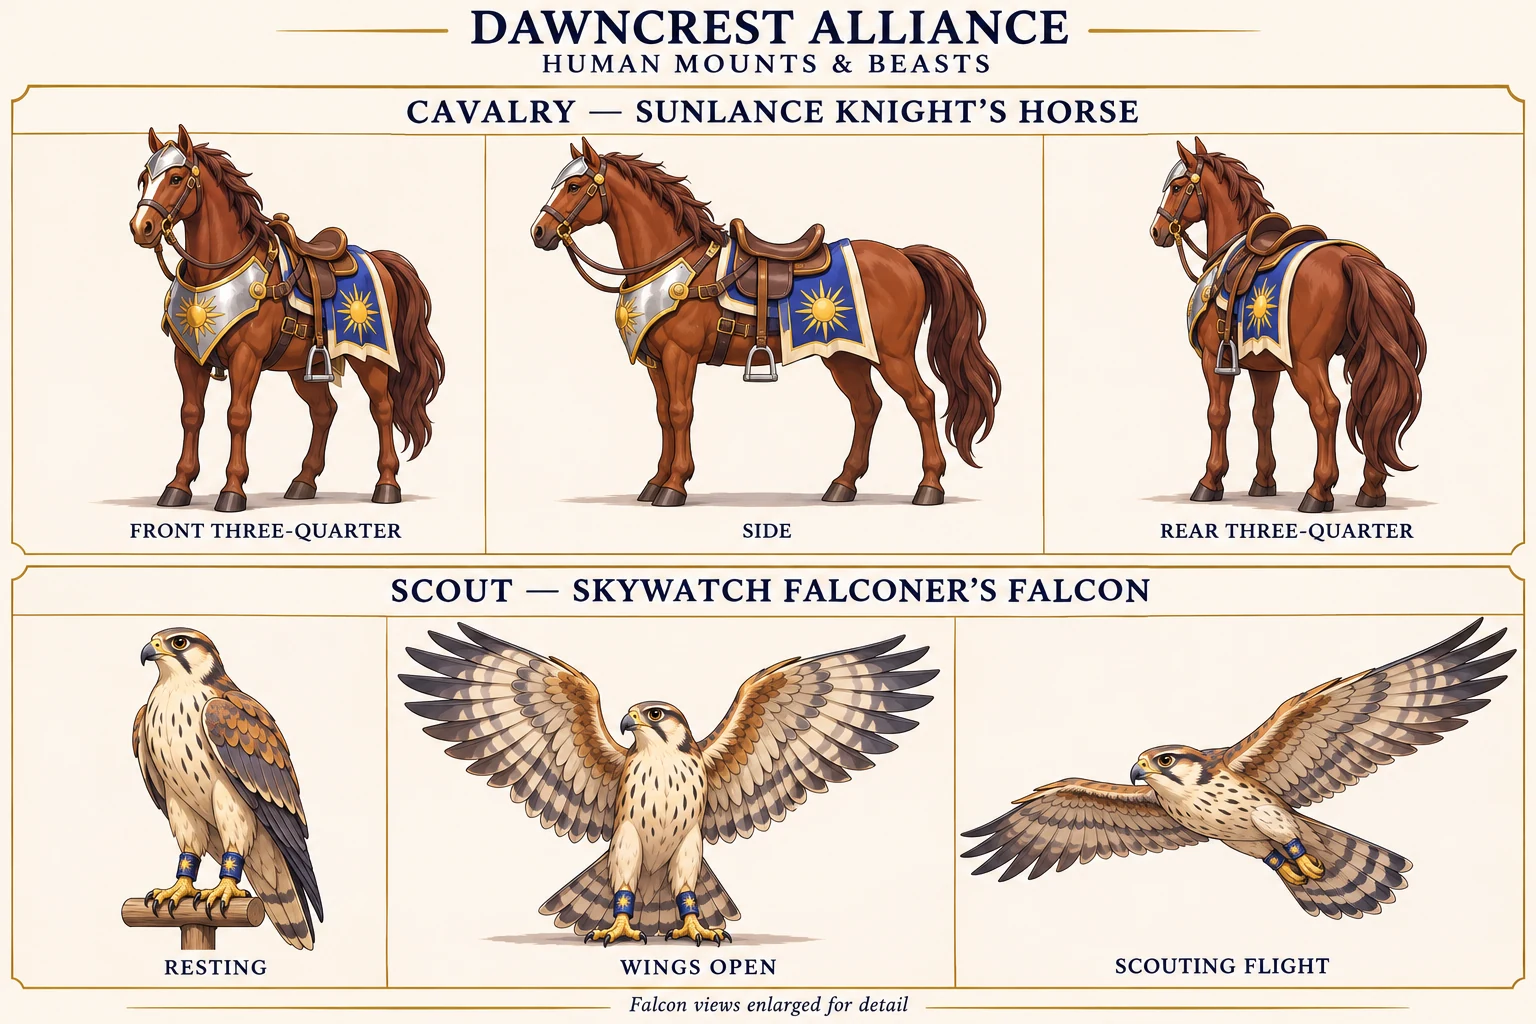 DAWNCREST ALLIANCE
HUMAN MOUNTS & BEASTS
CAVALRY — SUNLANCE KNIGHT’S HORSE
FRONT THREE-QUARTER
SIDE
REAR THREE-QUARTER
SCOUT — SKYWATCH FALCONER’S FALCON
RESTING
WINGS OPEN
SCOUTING FLIGHT
Falcon views enlarged for detail